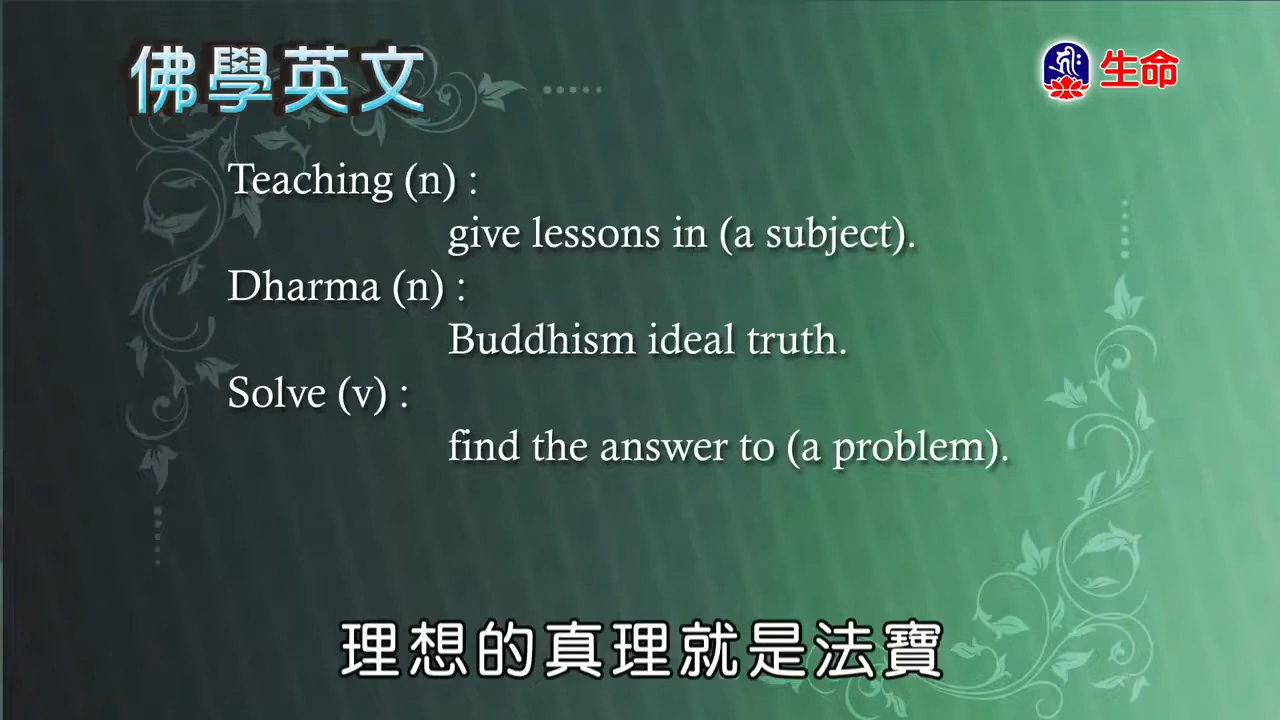 佛學英文
生命
Teaching (n) :
give lessons in (a subject).
Dharma (n) :
Buddhism ideal truth.
Solve (v) :
find the answer to (a problem).
理想的真理就是法寶